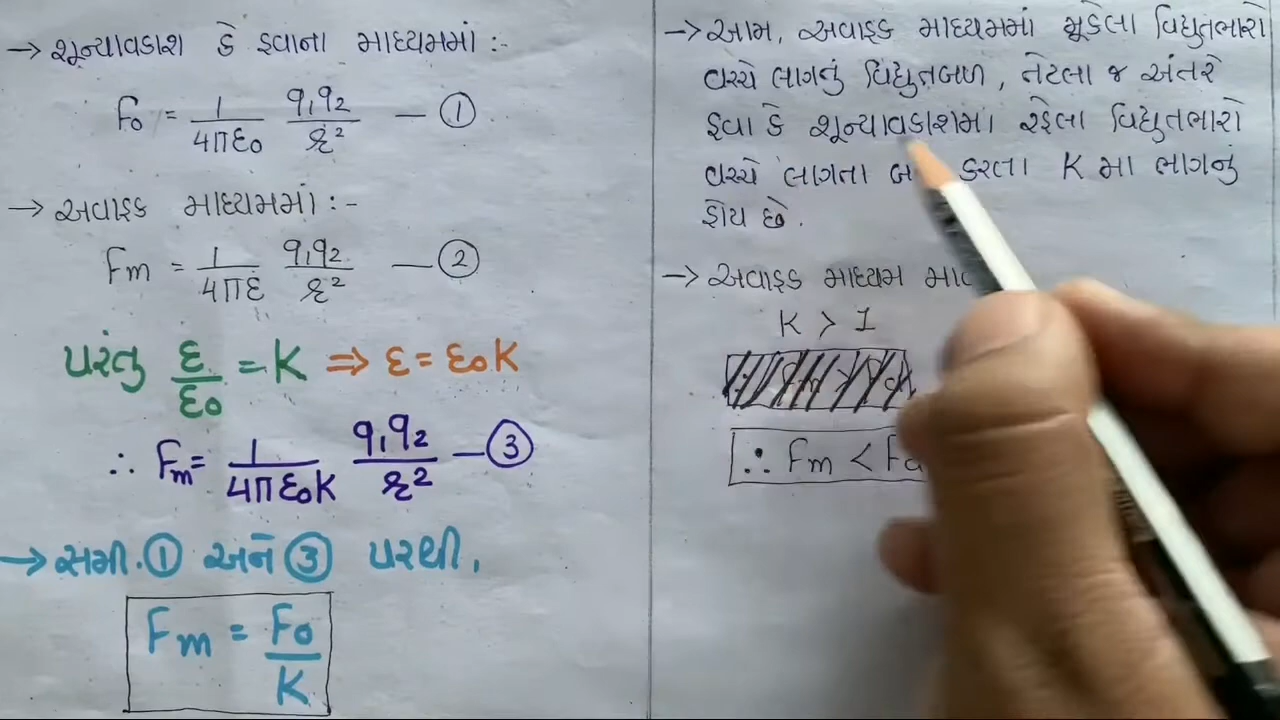 → શૂન્યાવકાશ કે હવાના માધ્યમમાં :-
F₀ = 1/4πε₀ q₁q₂/r² — ①
→ અવાહક માધ્યમમાં :-
Fm = 1/4πε q₁q₂/r² — ②
પરંતુ ε/ε₀ = K ⇒ ε = ε₀K
∴ Fm = 1/4πε₀K q₁q₂/r² — ③
→ સમી. ① અને ③ પરથી,
Fm = F₀/K
→ આમ, અવાહક માધ્યમમાં મૂકેલા વિદ્યુતભારો
વચ્ચે લાગતું વિદ્યુતબળ, તેટલા જ અંતરે
હવા કે શૂન્યાવકાશમાં રહેલા વિદ્યુતભારો
વચ્ચે લાગતા કરતા K મા ભાગનું
હોય છે.
→ અવાહક માધ્યમ
K > 1
∴ Fm <